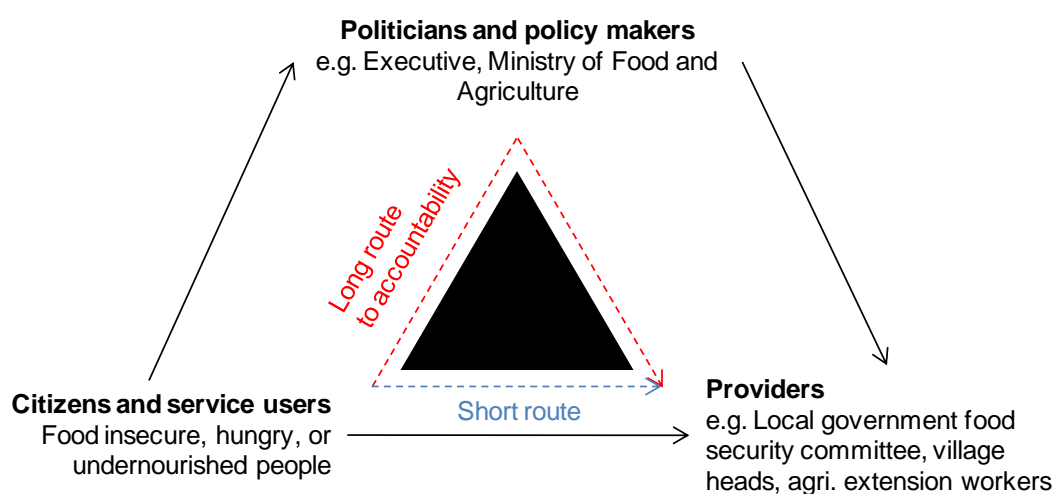 Politicians and policy makers
e.g. Executive, Ministry of Food and
Agriculture
Long route
to accountability
Short route
Citizens and service users
Food insecure, hungry, or
undernourished people
Providers
e.g. Local government food
security committee, village
heads, agri. extension workers